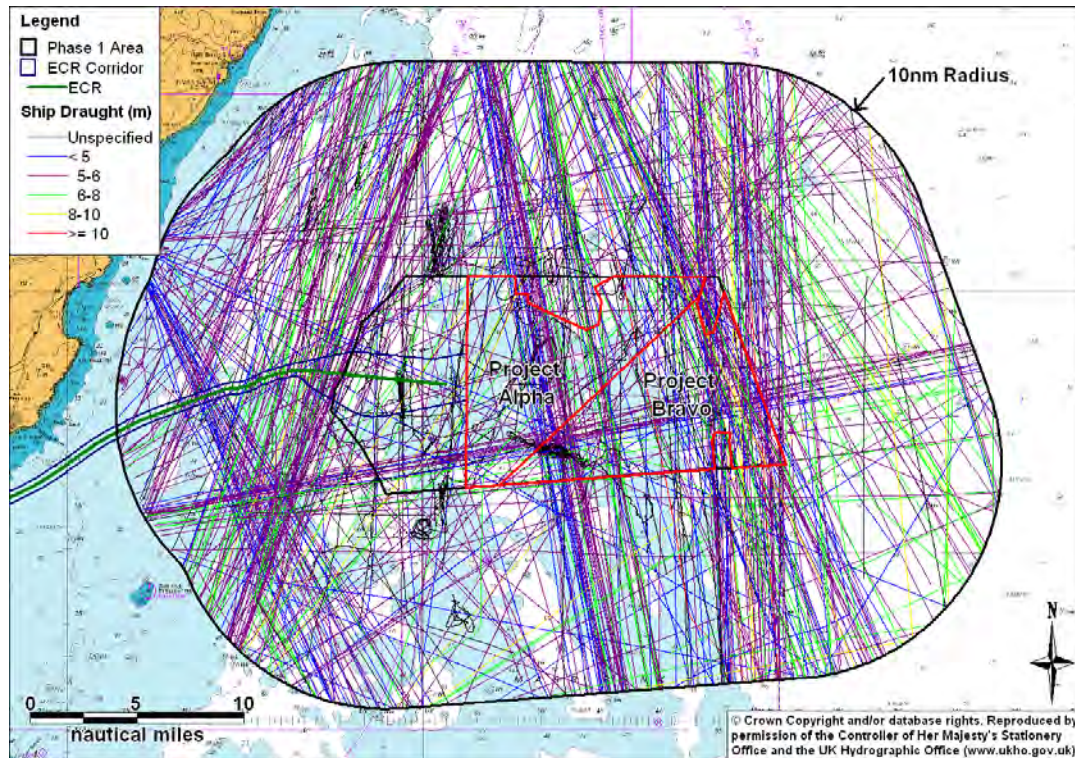 Legend
Phase 1 Area
ECR Corridor
ECR
Ship Draught (m)
Unspecified
< 5
5-6
6-8
8-10
>= 10
10nm Radius
Project
Alpha
Project
Bravo
N
0 5 10
nautical miles
© Crown Copyright and/or database rights. Reproduced by
permission of the Controller of Her Majesty's Stationery
Office and the UK Hydrographic Office (www.ukho.gov.uk)